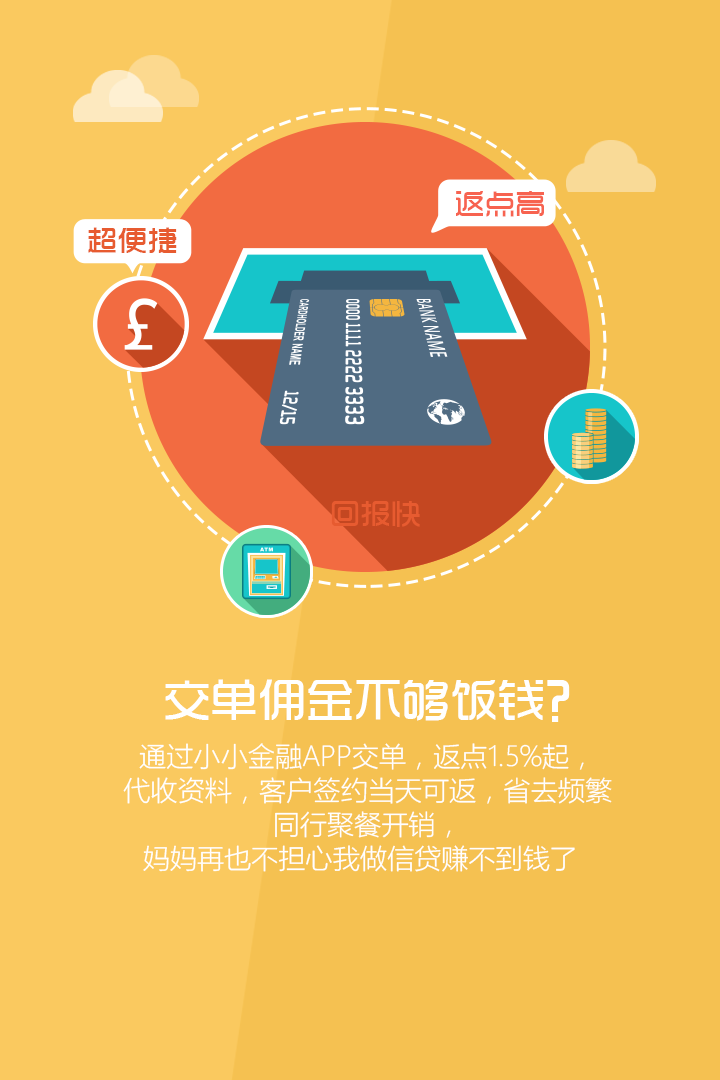 返点高
超便捷
£
BANK NAME
0000 1111 2222 3333
CARDHOLDER NAME
12/15
回报快
ATM
交单佣金不够饭钱?
通过小小金融APP交单，返点1.5%起，
代收资料，客户签约当天可返，省去频繁
同行聚餐开销，
妈妈再也不担心我做信贷赚不到钱了